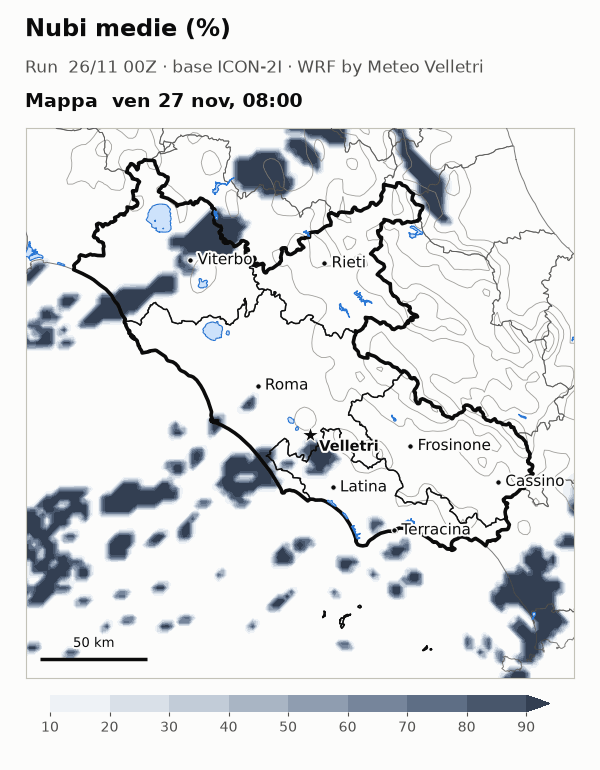 Nubi medie (%)
Run  26/11 00Z · base ICON-2I · WRF by Meteo Velletri
Mappa  ven 27 nov, 08:00
Viterbo
Rieti
Roma
Velletri
Frosinone
Cassino
Latina
Terracina
50 km
10 20 30 40 50 60 70 80 90